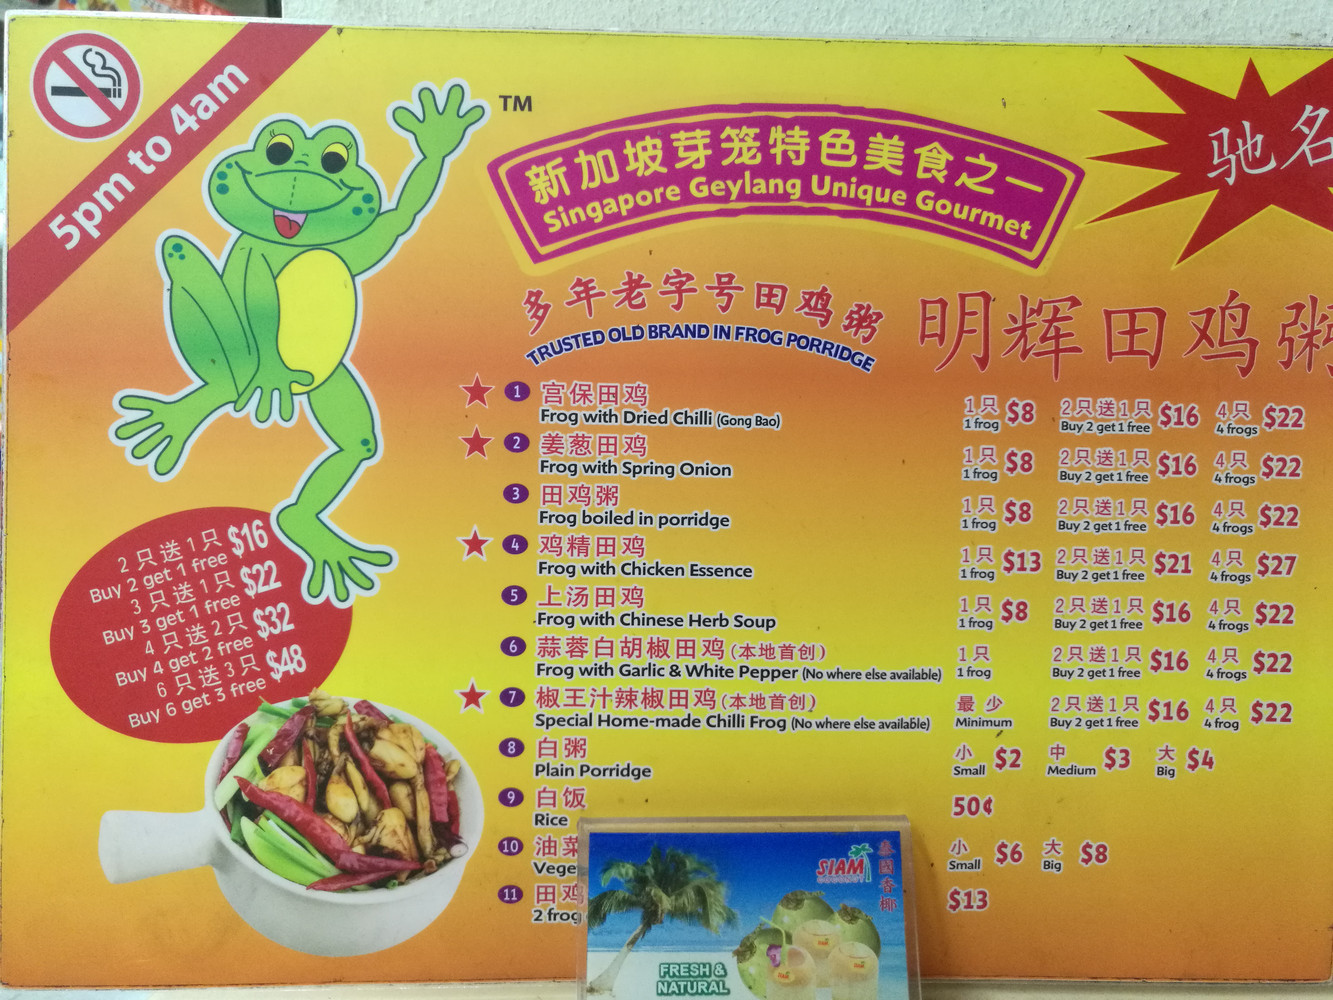 5pm to 4am
TM
新加坡芽笼特色美食之一
Singapore Geylang Unique Gourmet
驰名
多年老字号田鸡粥
TRUSTED OLD BRAND IN FROG PORRIDGE
明辉田鸡粥
1 宫保田鸡 1只 $8 2只送1只 $16 4只 $22
Frog with Dried Chilli (Gong Bao) 1 frog Buy 2 get 1 free 4 frogs
2 姜葱田鸡 1只 $8 2只送1只 $16 4只 $22
Frog with Spring Onion 1 frog Buy 2 get 1 free 4 frogs
3 田鸡粥 1只 $8 2只送1只 $16 4只 $22
Frog boiled in porridge 1 frog Buy 2 get 1 free 4 frogs
4 鸡精田鸡 1只 $13 2只送1只 $21 4只 $27
Frog with Chicken Essence 1 frog Buy 2 get 1 free 4 frogs
5 上汤田鸡 1只 $8 2只送1只 $16 4只 $22
Frog with Chinese Herb Soup 1 frog Buy 2 get 1 free 4 frogs
6 蒜蓉白胡椒田鸡(本地首创) 1只 2只送1只 $16 4只 $22
Frog with Garlic & White Pepper (No where else available) 1 frog Buy 2 get 1 free 4 frogs
7 椒王汁辣椒田鸡(本地首创) 最少 2只送1只 $16 4只 $22
Special Home-made Chilli Frog (No where else available) Minimum Buy 2 get 1 free 4 frog
8 白粥 小 $2 中 $3 大 $4
Plain Porridge Small Medium Big
9 白饭 50¢
Rice
10 油菜 小 $6 大 $8
Vege Small Big
11 田鸡 $13
2 frog
2只送1只 $16
Buy 2 get 1 free
3只送1只 $22
Buy 3 get 1 free
4只送2只 $32
Buy 4 get 2 free
6只送3只 $48
Buy 6 get 3 free
SIAM
泰国香椰
FRESH &
NATURAL